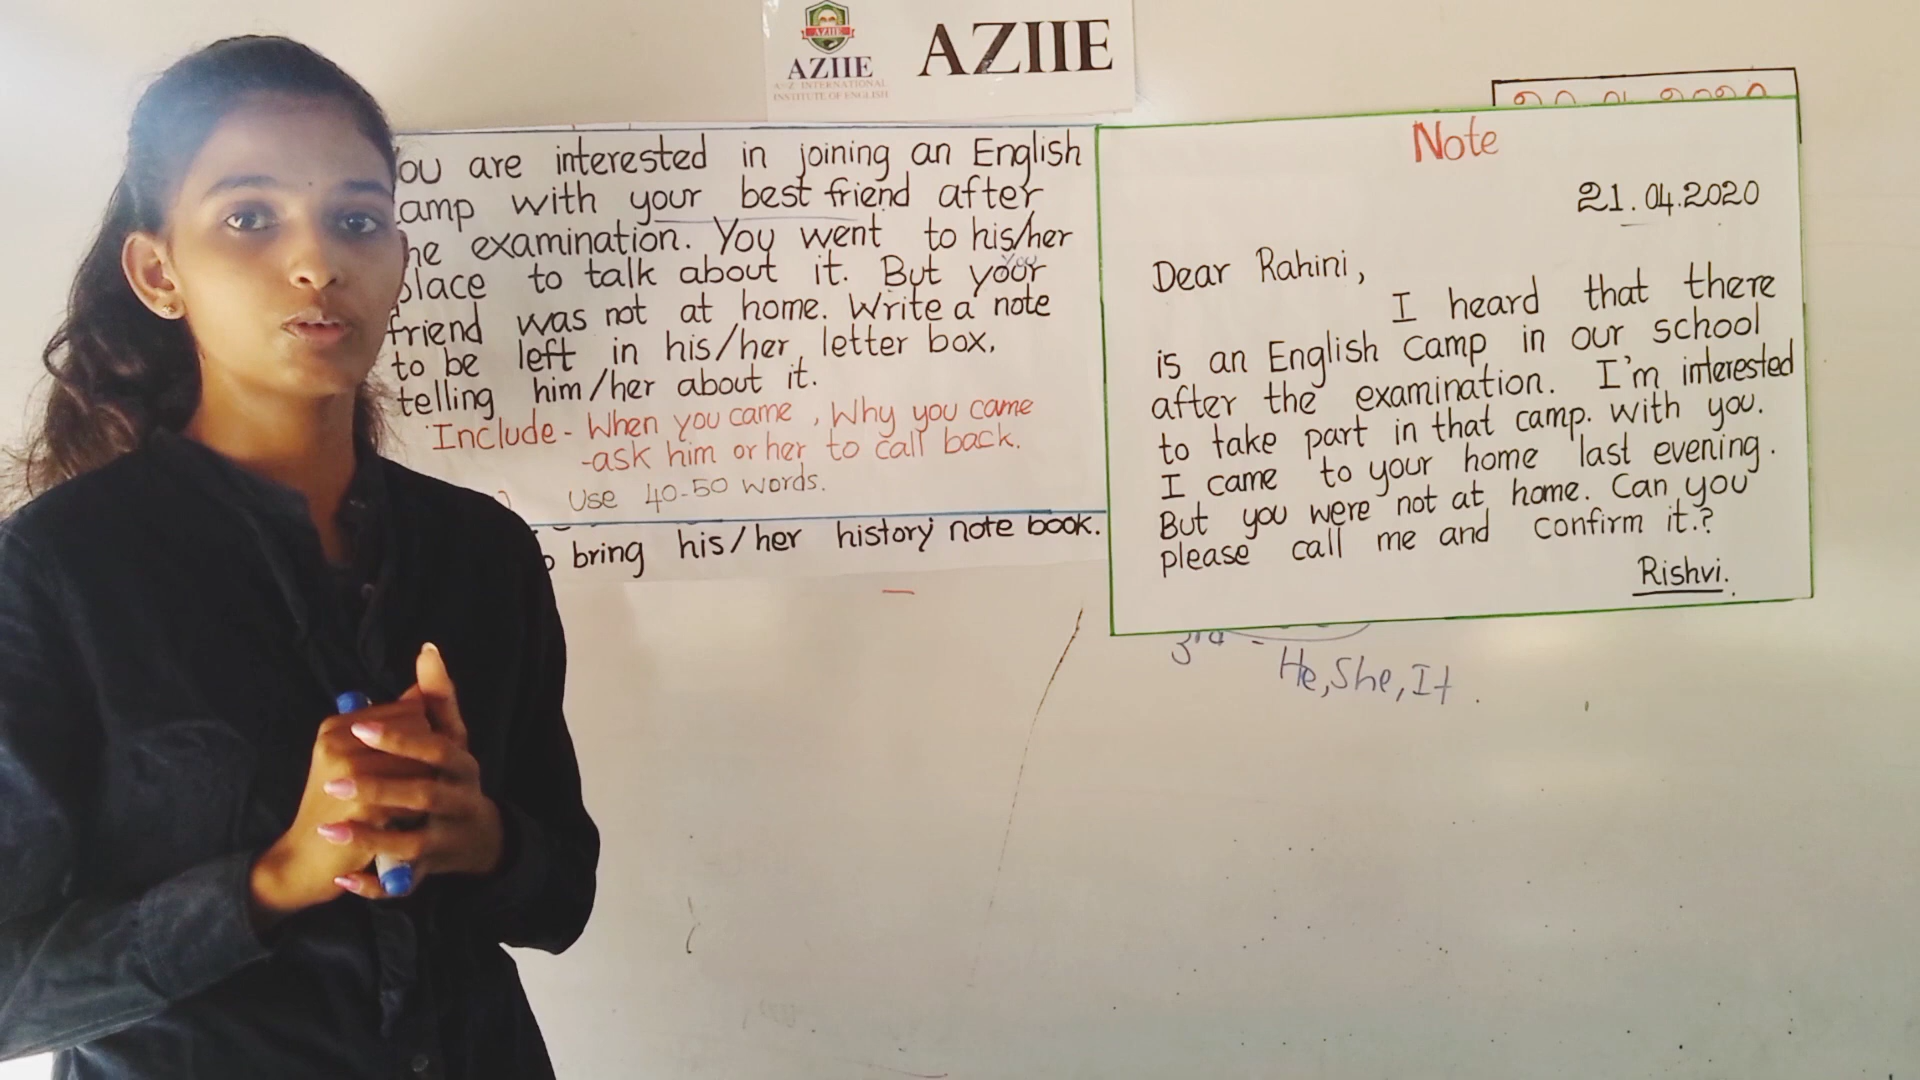 AZIIE
AZIIE
A-Z INTERNATIONAL
INSTITUTE OF ENGLISH
AZIIE
ou are interested in joining an English
amp with your best friend after
he examination. You went to his/her
place to talk about it. But your
you
friend was not at home. Write a note
to be left in his/her letter box,
telling him/her about it.
Include - When you came, Why you came
-ask him or her to call back.
Use 40-50 words.
bring his/her history note book.
Note
21.04.2020
Dear Rahini,
I heard that there
is an English camp in our school
after the examination. I'm interested
to take part in that camp. with you.
I came to your home last evening.
But you were not at home. Can you
please call me and confirm it.?
Rishvi.
3rd - He, She, It.